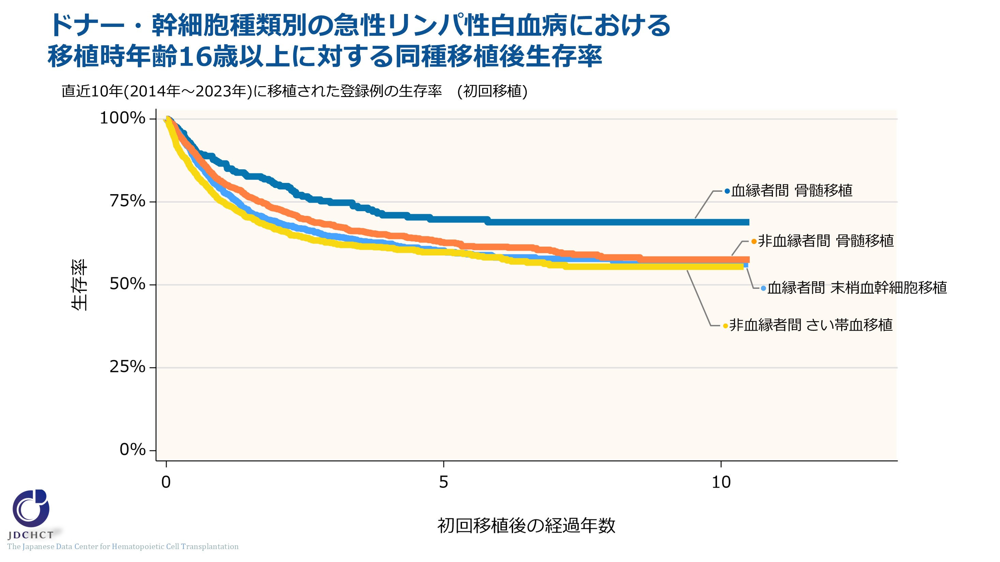 ドナー・幹細胞種類別の急性リンパ性白血病における
移植時年齢16歳以上に対する同種移植後生存率
直近10年(2014年～2023年)に移植された登録例の生存率　(初回移植)
100%
75%
50%
25%
0%
生存率
血縁者間 骨髄移植
非血縁者間 骨髄移植
血縁者間 末梢血幹細胞移植
非血縁者間 さい帯血移植
0
5
10
初回移植後の経過年数
JDCHCT
The Japanese Data Center for Hematopoietic Cell Transplantation